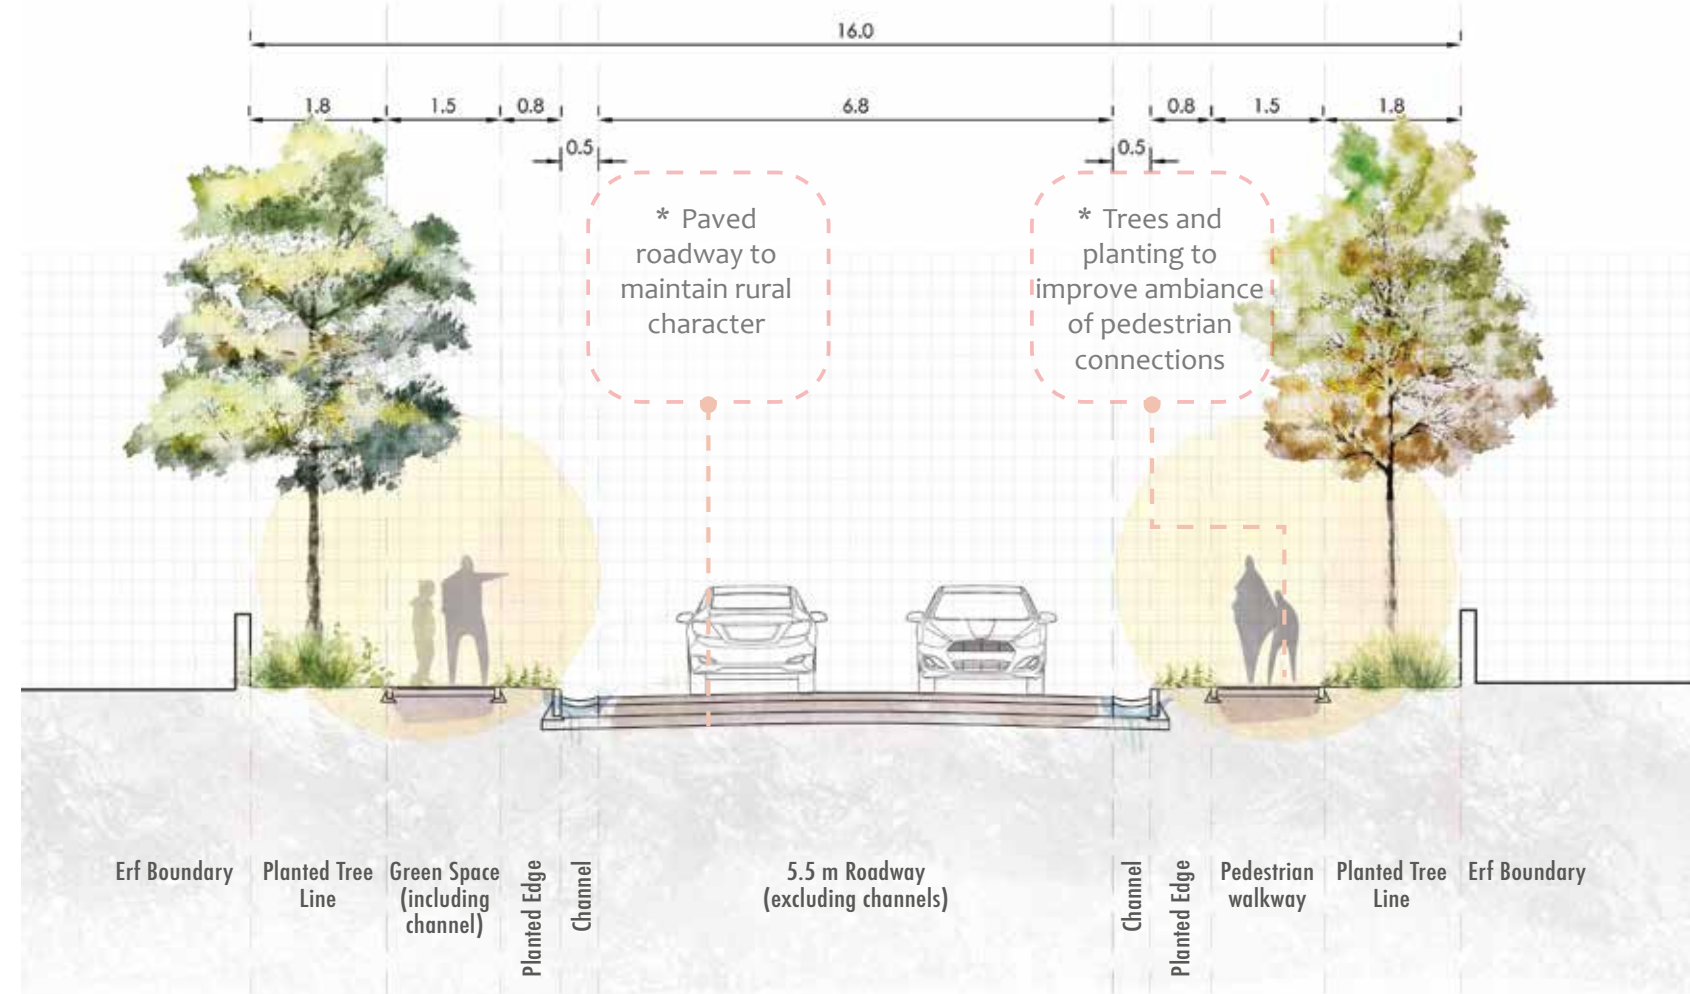 16.0
1.8
1.5
0.8
6.8
0.8
1.5
1.8
0.5
0.5
* Paved
roadway to
maintain rural
character
* Trees and
planting to
improve ambiance
of pedestrian
connections
Erf Boundary
Planted Tree
Line
Green Space
(including
channel)
Planted Edge
Channel
5.5 m Roadway
(excluding channels)
Channel
Planted Edge
Pedestrian
walkway
Planted Tree
Line
Erf Boundary